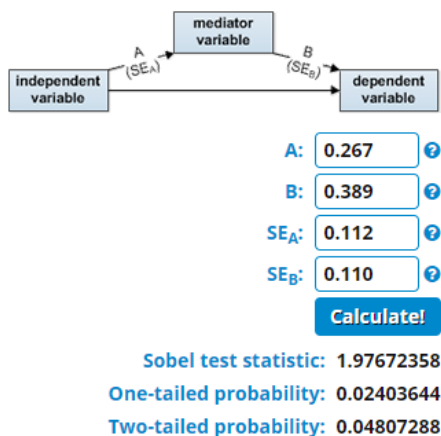 mediator
variable
A
(SEA)
B
(SEB)
independent
variable
dependent
variable
A: 0.267 ?
B: 0.389 ?
SEA: 0.112 ?
SEB: 0.110 ?
Calculate!
Sobel test statistic: 1.97672358
One-tailed probability: 0.02403644
Two-tailed probability: 0.04807288